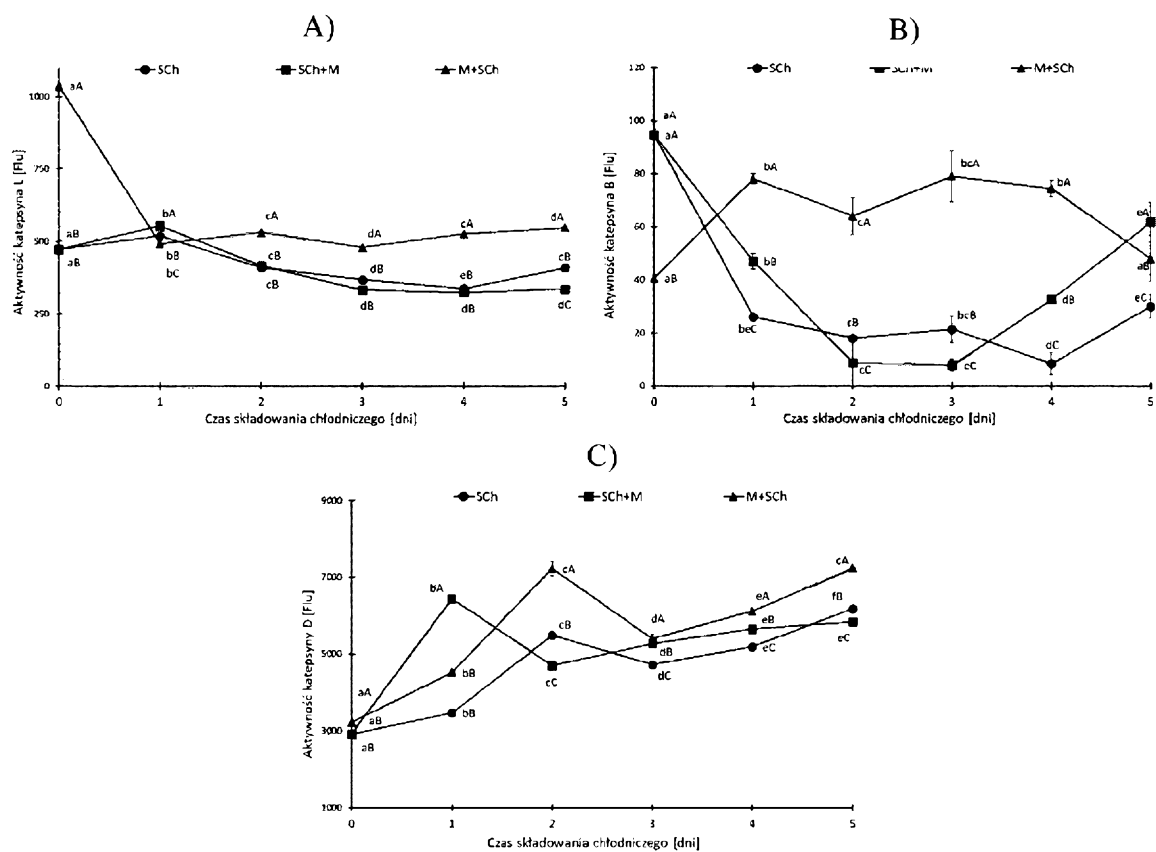 A)
SCh SCh+M M+SCh
Aktywność katepsyna L [Flu]
1000
750
500
250
0
aA
aB
aB
bA
bB
bC
cA
cB
cB
dA
dB
dB
cA
eB
dB
dA
cB
dC
0 1 2 3 4 5
Czas składowania chłodniczego [dni]
B)
SCh SCh+M M+SCh
Aktywność katepsyna B [Flu]
120
100
80
60
40
20
0
aA
aA
aB
bA
bB
beC
cA
cB
cC
bcA
bcB
cC
bA
dB
dC
eA
aB
eC
0 1 2 3 4 5
Czas składowania chłodniczego [dni]
C)
SCh SCh+M M+SCh
Aktywność katepsyny D [Flu]
9000
7000
5000
3000
1000
aA
aB
aB
bA
bB
bB
cA
cB
cC
dA
dB
dC
eA
eB
eC
cA
fB
eC
0 1 2 3 4 5
Czas składowania chłodniczego [dni]